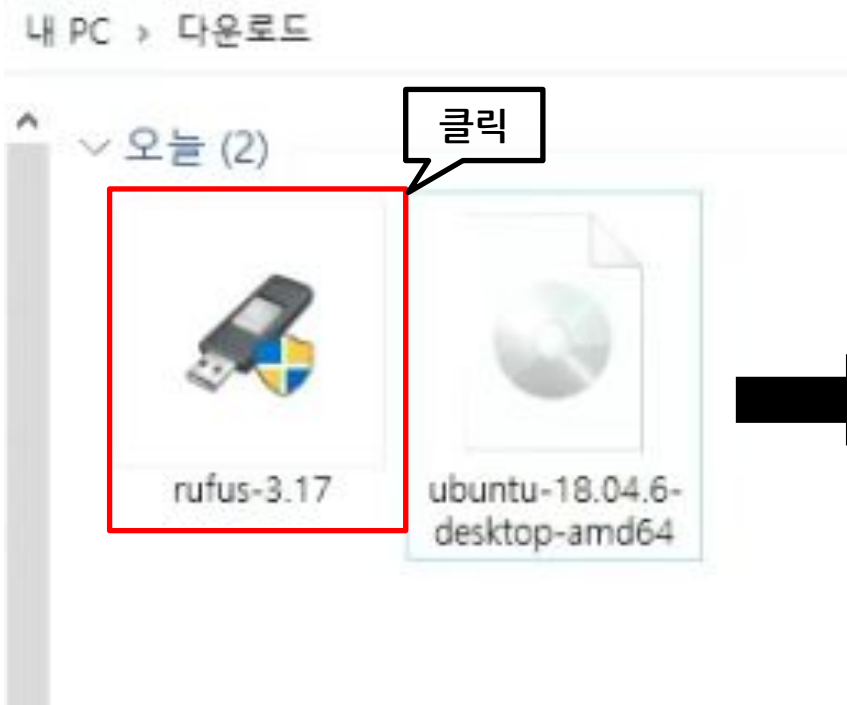 내 PC > 다운로드
오늘 (2)
클릭
rufus-3.17
ubuntu-18.04.6-
desktop-amd64